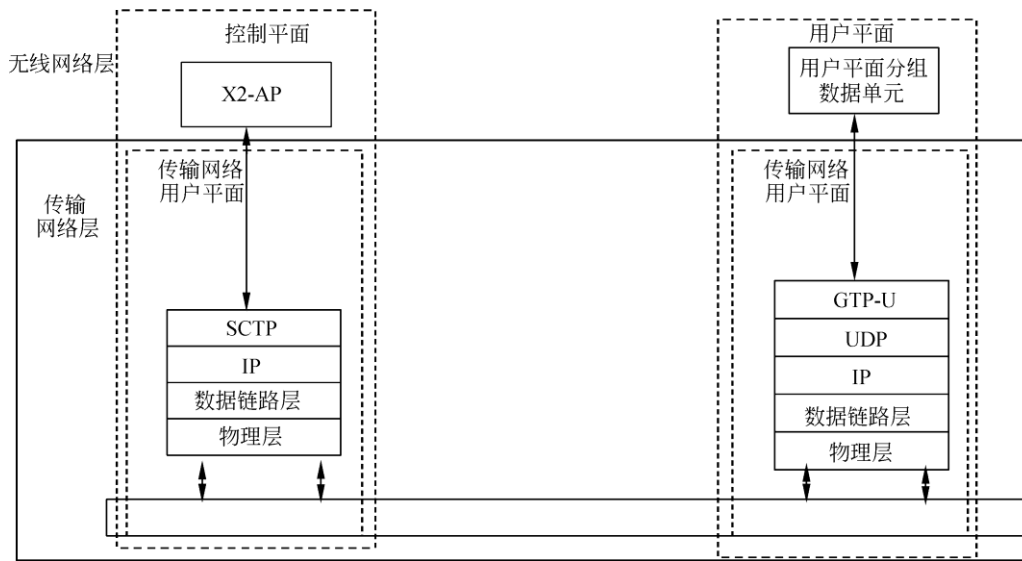 控制平面
用户平面
无线网络层
X2-AP
用户平面分组
数据单元
传输网络
用户平面
传输网络
用户平面
传输
网络层
SCTP
IP
数据链路层
物理层
GTP-U
UDP
IP
数据链路层
物理层